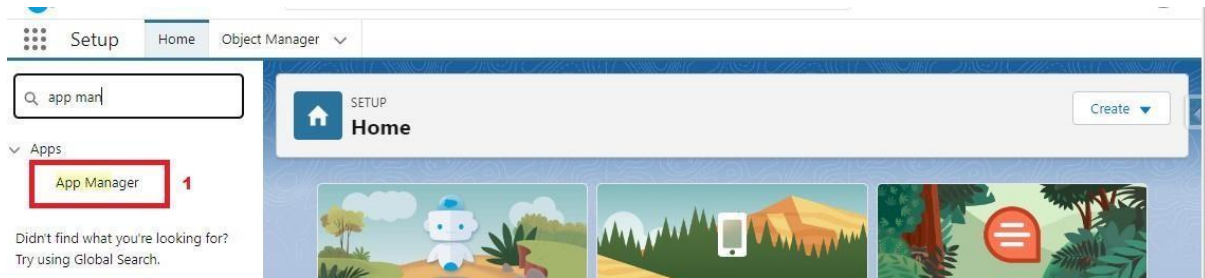 Setup
Home
Object Manager
app man
SETUP
Home
Create
Apps
App Manager
1
Didn't find what you're looking for?
Try using Global Search.